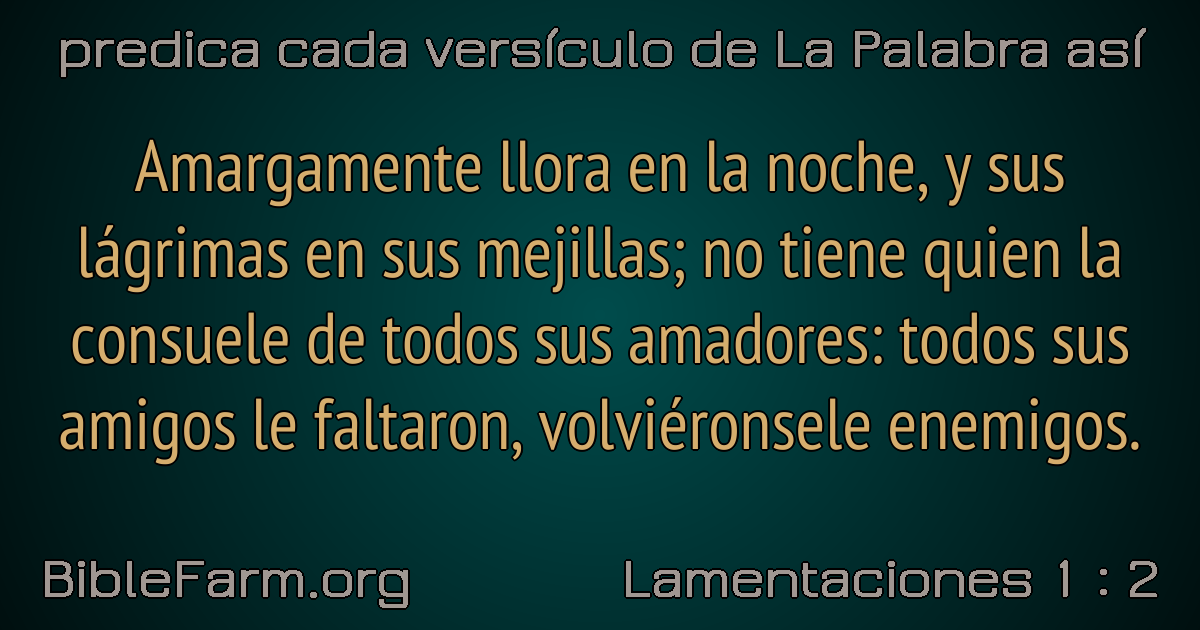 predica cada versículo de La Palabra así
Amargamente llora en la noche, y sus
lágrimas en sus mejillas; no tiene quien la
consuele de todos sus amadores: todos sus
amigos le faltaron, volviéronsele enemigos.
BibleFarm.org
Lamentaciones 1 : 2